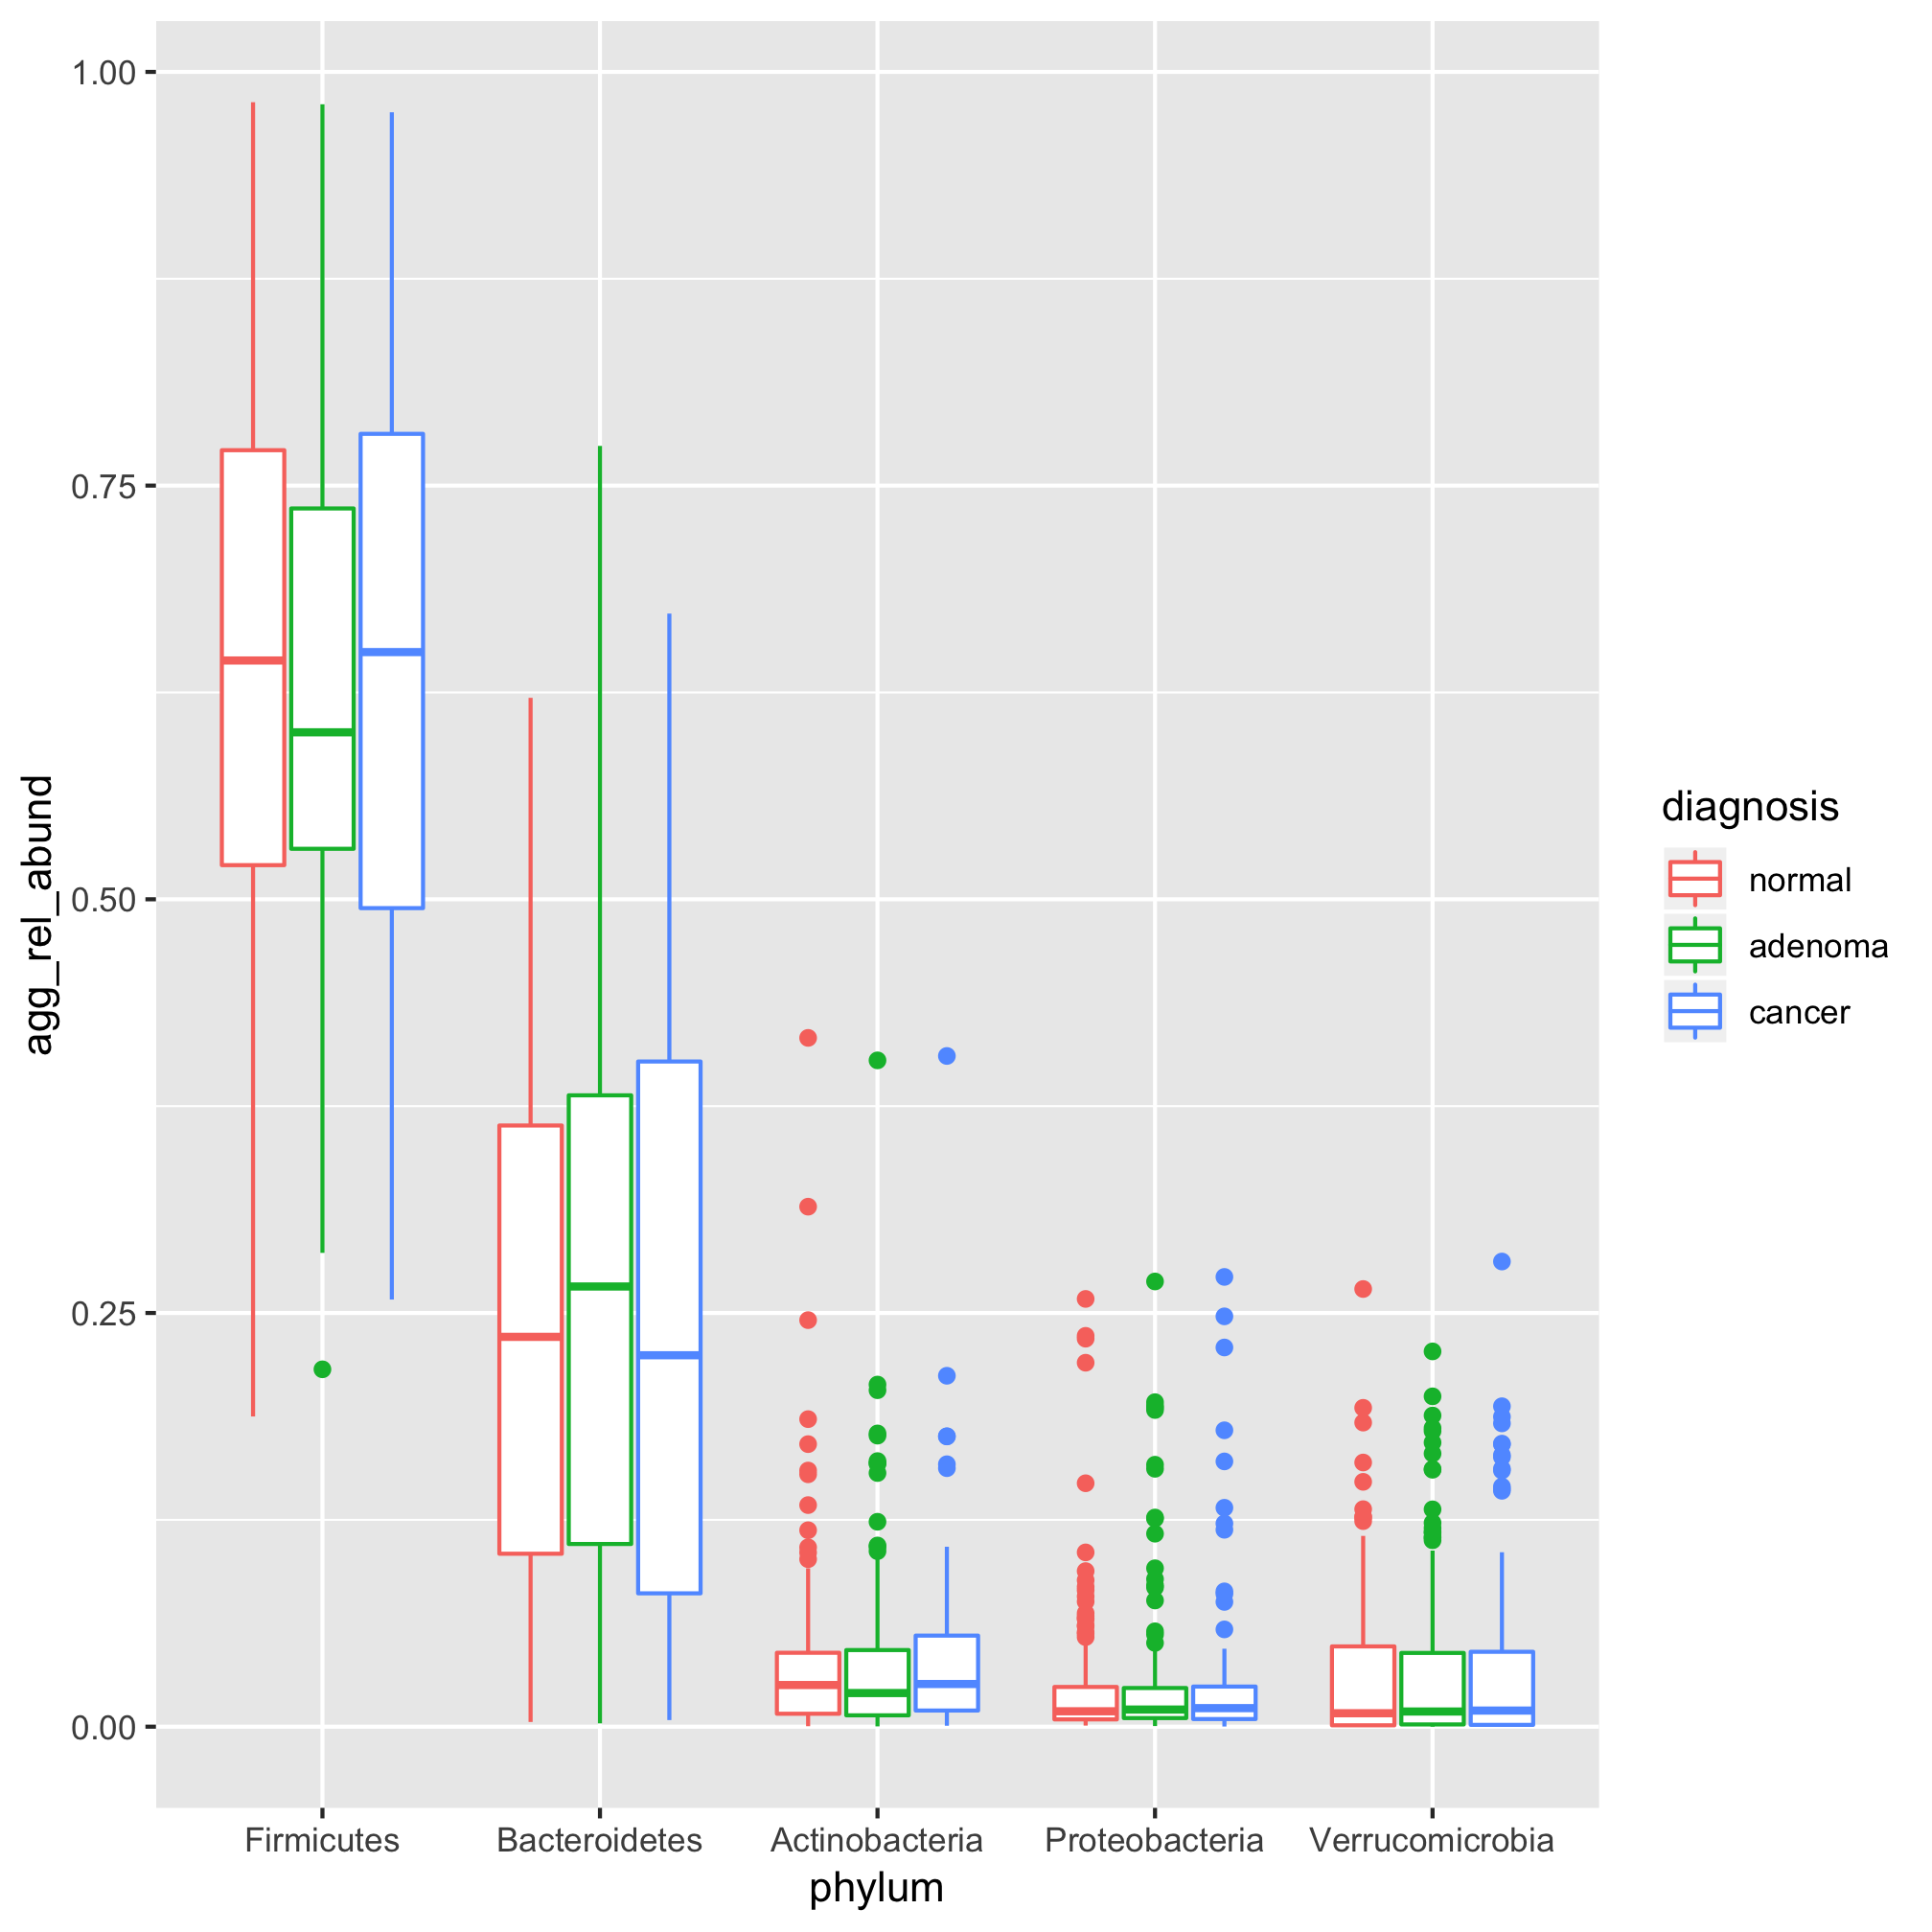 1.00
0.75
0.50
0.25
0.00
agg_rel_abund
Firmicutes Bacteroidetes Actinobacteria Proteobacteria Verrucomicrobia
phylum
diagnosis
normal
adenoma
cancer